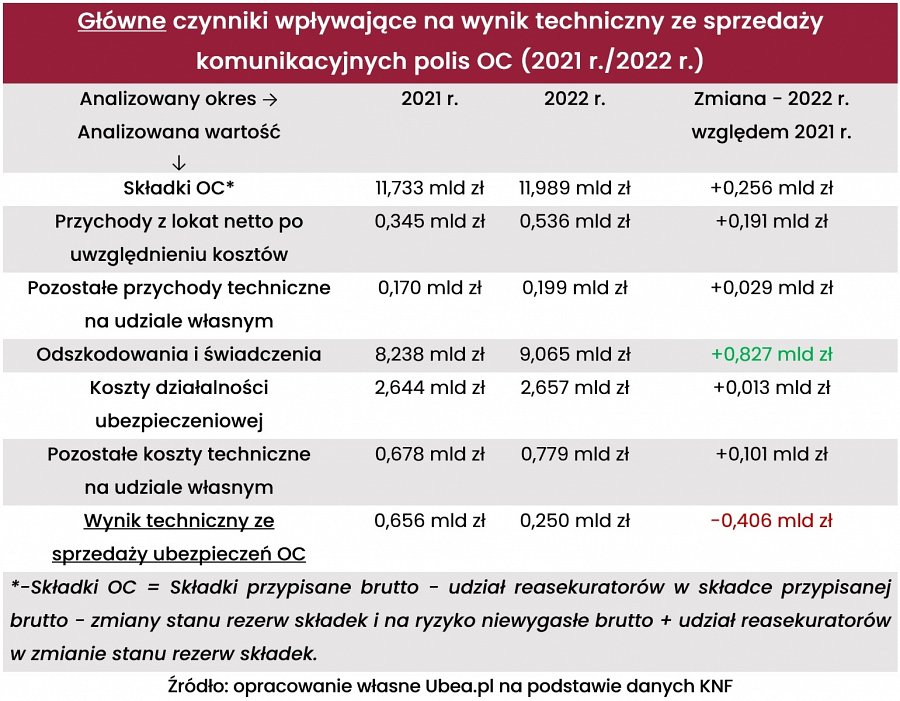 Główne czynniki wpływające na wynik techniczny ze sprzedaży
komunikacyjnych polis OC (2021 r./2022 r.)
Analizowany okres → 2021 r. 2022 r. Zmiana - 2022 r.
Analizowana wartość względem 2021 r.
↓
Składki OC* 11,733 mld zł 11,989 mld zł +0,256 mld zł
Przychody z lokat netto po 0,345 mld zł 0,536 mld zł +0,191 mld zł
uwzględnieniu kosztów
Pozostałe przychody techniczne 0,170 mld zł 0,199 mld zł +0,029 mld zł
na udziale własnym
Odszkodowania i świadczenia 8,238 mld zł 9,065 mld zł +0,827 mld zł
Koszty działalności 2,644 mld zł 2,657 mld zł +0,013 mld zł
ubezpieczeniowej
Pozostałe koszty techniczne 0,678 mld zł 0,779 mld zł +0,101 mld zł
na udziale własnym
Wynik techniczny ze 0,656 mld zł 0,250 mld zł -0,406 mld zł
sprzedaży ubezpieczeń OC
*-Składki OC = Składki przypisane brutto - udział reasekuratorów w składce przypisanej
brutto - zmiany stanu rezerw składek i na ryzyko niewygasłe brutto + udział reasekuratorów
w zmianie stanu rezerw składek.
Źródło: opracowanie własne Ubea.pl na podstawie danych KNF